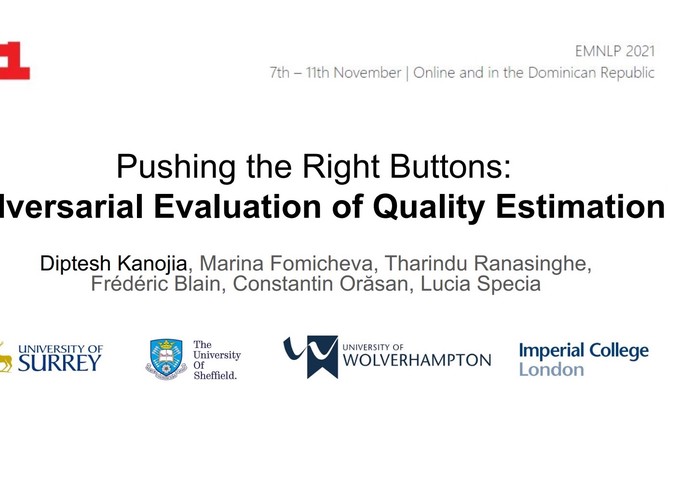 EMNLP 2021
7th – 11th November | Online and in the Dominican Republic
Pushing the Right Buttons:
Evaluation of Quality Estimation
Diptesh Kanojia, Marina Fomicheva, Tharindu Ranasinghe,
Frédéric Blain, Constantin Orăsan, Lucia Specia
UNIVERSITY OF
SURREY
The
University
Of
Sheffield.
UNIVERSITY OF
WOLVERHAMPTON
Imperial College
London